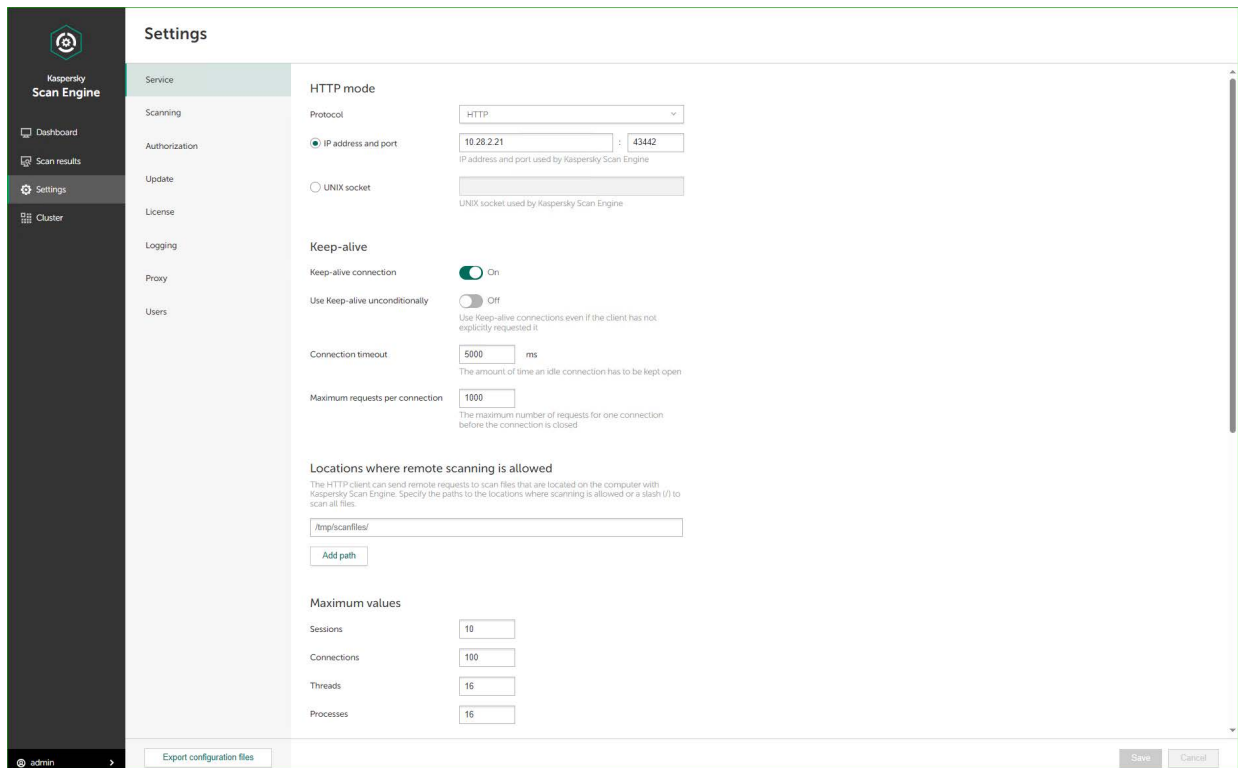 Settings
Kaspersky
Scan Engine
Dashboard
Scan results
Settings
Cluster
admin
Service
Scanning
Authorization
Update
License
Logging
Proxy
Users
Export configuration files
HTTP mode
Protocol HTTP
IP address and port 10.28.2.21 : 43442
IP address and port used by Kaspersky Scan Engine
UNIX socket
UNIX socket used by Kaspersky Scan Engine
Keep-alive
Keep-alive connection On
Use Keep-alive unconditionally Off
Use Keep-alive connections even if the client has not
explicitly requested it
Connection timeout 5000 ms
The amount of time an idle connection has to be kept open
Maximum requests per connection 1000
The maximum number of requests for one connection
before the connection is closed
Locations where remote scanning is allowed
The HTTP client can send remote requests to scan files that are located on the computer with
Kaspersky Scan Engine. Specify the paths to the locations where scanning is allowed or a slash (/) to
scan all files.
/tmp/scanfiles/
Add path
Maximum values
Sessions 10
Connections 100
Threads 16
Processes 16
Save Cancel